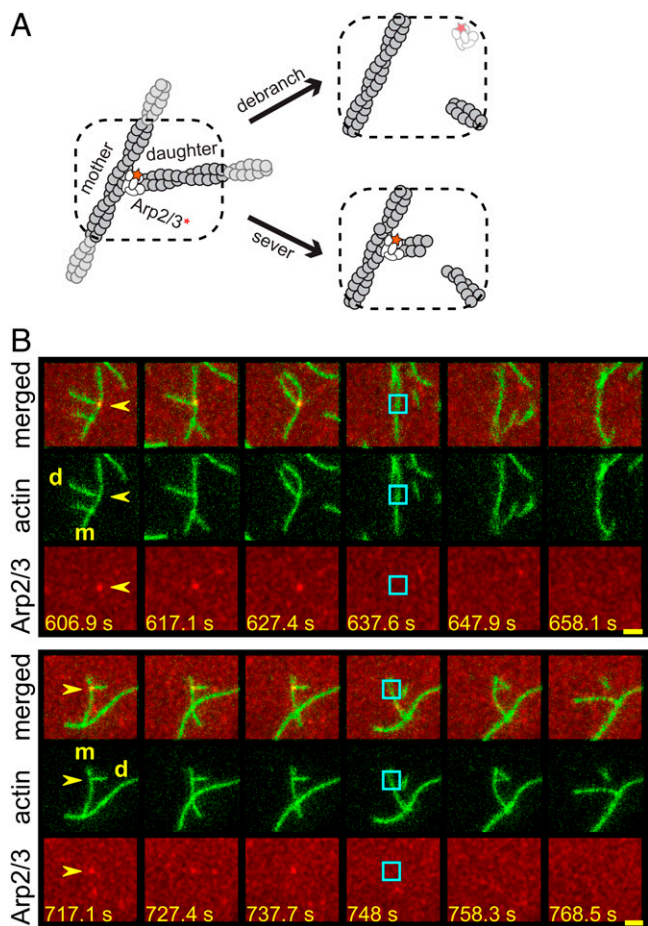 A
mother
daughter
Arp2/3*
debranch
sever
B
merged
actin
d
m
Arp2/3
606.9 s 617.1 s 627.4 s 637.6 s 647.9 s 658.1 s
merged
m
actin
d
Arp2/3
717.1 s 727.4 s 737.7 s 748 s 758.3 s 768.5 s